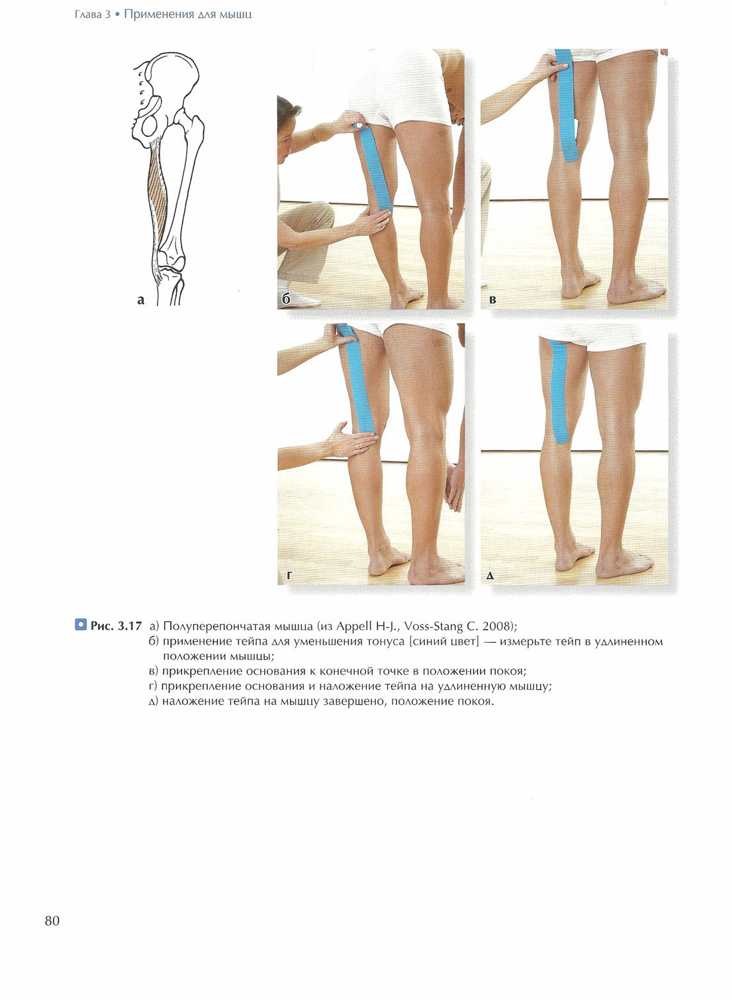 Глава 3 • Применения для мышц
а
б
в
г
д
Рис. 3.17 а) Полуперепончатая мышца (из Appell H-J., Voss-Stang C. 2008);
б) применение тейпа для уменьшения тонуса [синий цвет] — измерьте тейп в удлиненном
положении мышцы;
в) прикрепление основания к конечной точке в положении покоя;
г) прикрепление основания и наложение тейпа на удлиненную мышцу;
д) наложение тейпа на мышцу завершено, положение покоя.
80